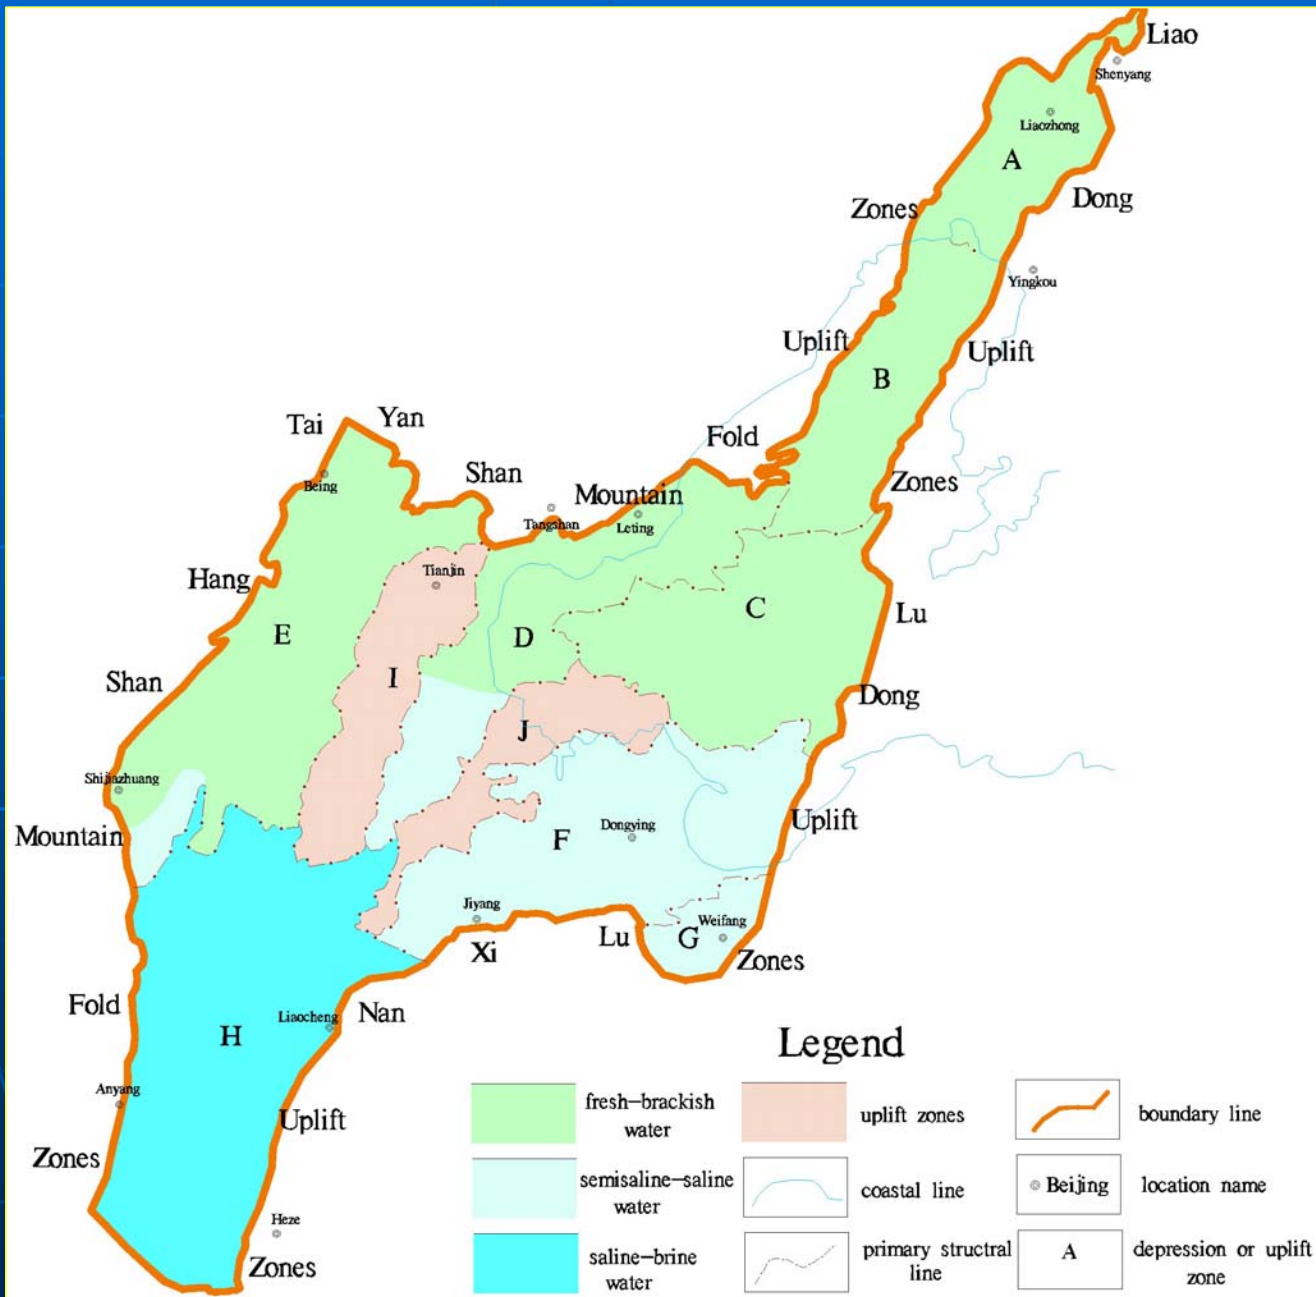 Liao
Shenyang
Liaozhong
A
Dong
Zones
Yingkou
Uplift
Uplift
B
Tai
Yan
Fold
Shan
Zones
Being
Mountain
Tangshan
Leting
Hang
Tianjin
C
Lu
E
D
Shan
I
Dong
J
Shijiazhuang
Mountain
Dongying
Uplift
F
Jiyang
Weifang
Xi
Lu
G
Zones
Fold
Nan
Liaocheng
H
Anyang
Uplift
Zones
Heze
Zones
Legend
fresh-brackish
water
uplift zones
boundary line
semisaline-saline
water
coastal line
Beijing
location name
saline-brine
water
primary structral
line
A
depression or uplift
zone